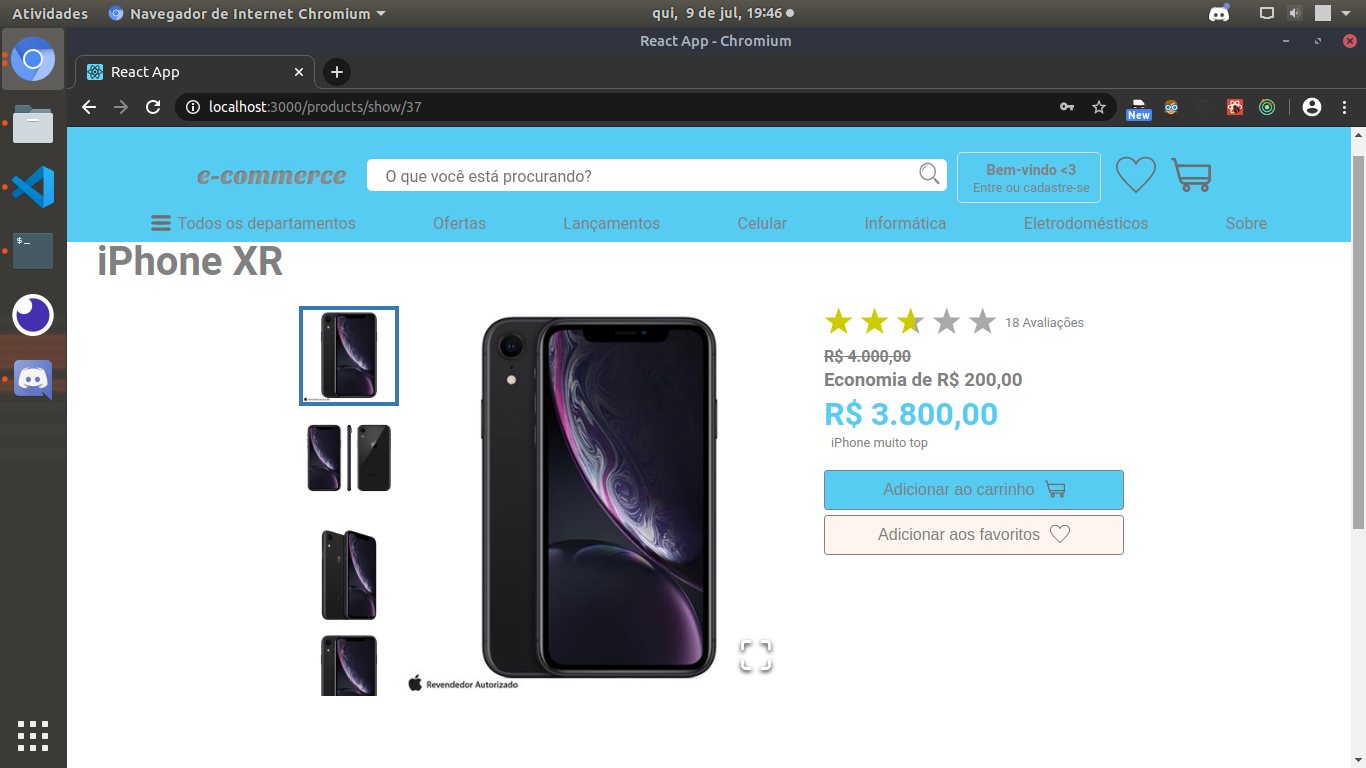 Atividades
Navegador de Internet Chromium
qui, 9 de jul, 19:46
React App - Chromium
React App
localhost:3000/products/show/37
New
e-commerce
O que você está procurando?
Bem-vindo <3
Entre ou cadastre-se
Todos os departamentos
Ofertas
Lançamentos
Celular
Informática
Eletrodomésticos
Sobre
iPhone XR
18 Avaliações
R$ 4.000,00
Economia de R$ 200,00
R$ 3.800,00
iPhone muito top
Adicionar ao carrinho
Adicionar aos favoritos
Revendedor Autorizado